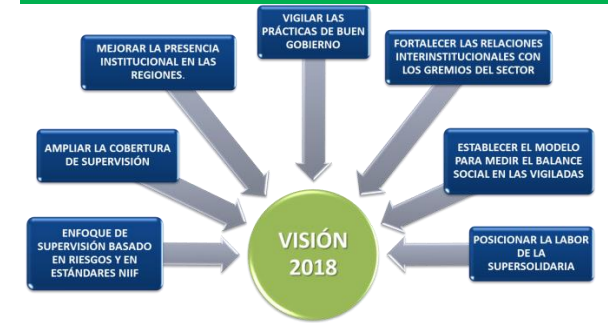 VIGILAR LAS
PRÁCTICAS DE BUEN
GOBIERNO
MEJORAR LA PRESENCIA
INSTITUCIONAL EN LAS
REGIONES.
FORTALECER LAS RELACIONES
INTERINSTITUCIONALES CON
LOS GREMIOS DEL SECTOR
AMPLIAR LA COBERTURA
DE SUPERVISIÓN
ESTABLECER EL MODELO
PARA MEDIR EL BALANCE
SOCIAL EN LAS VIGILADAS
ENFOQUE DE
SUPERVISIÓN BASADO
EN RIESGOS Y EN
ESTÁNDARES NIIF
VISIÓN
2018
POSICIONAR LA LABOR
DE LA
SUPERSOLIDARIA